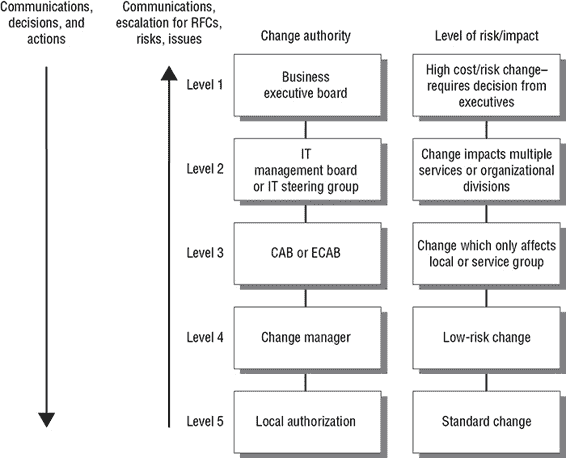 Communications,
decisions, and
actions
Communications,
escalation for RFCs,
risks, issues
Change authority
Level of risk/impact
Level 1
Business
executive board
High cost/risk change–
requires decision from
executives
Level 2
IT
management board
or IT steering group
Change impacts multiple
services or organizational
divisions
Level 3
CAB or ECAB
Change which only affects
local or service group
Level 4
Change manager
Low-risk change
Level 5
Local authorization
Standard change